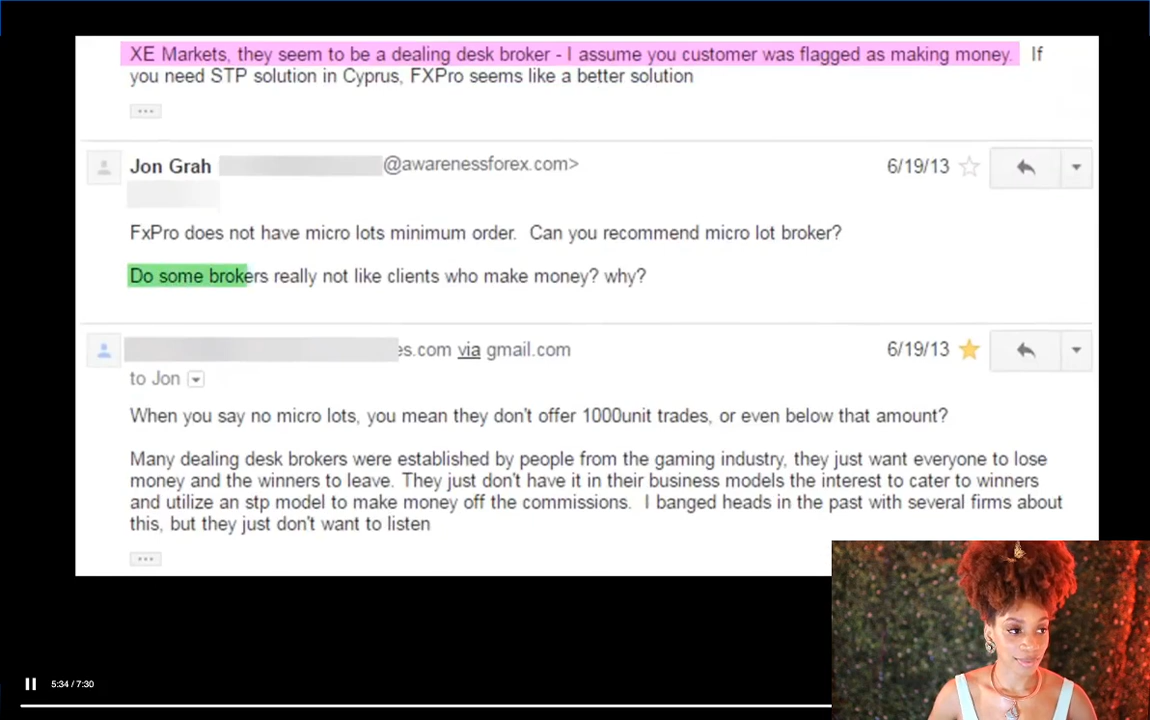 XE Markets, they seem to be a dealing desk broker - I assume you customer was flagged as making money. If
you need STP solution in Cyprus, FXPro seems like a better solution
Jon Grah @awarenessforex.com> 6/19/13
FxPro does not have micro lots minimum order. Can you recommend micro lot broker?
Do some brokers really not like clients who make money? why?
es.com via gmail.com 6/19/13
to Jon
When you say no micro lots, you mean they don't offer 1000unit trades, or even below that amount?
Many dealing desk brokers were established by people from the gaming industry, they just want everyone to lose
money and the winners to leave. They just don't have it in their business models the interest to cater to winners
and utilize an stp model to make money off the commissions. I banged heads in the past with several firms about
this, but they just don't want to listen
5:34 / 7:30